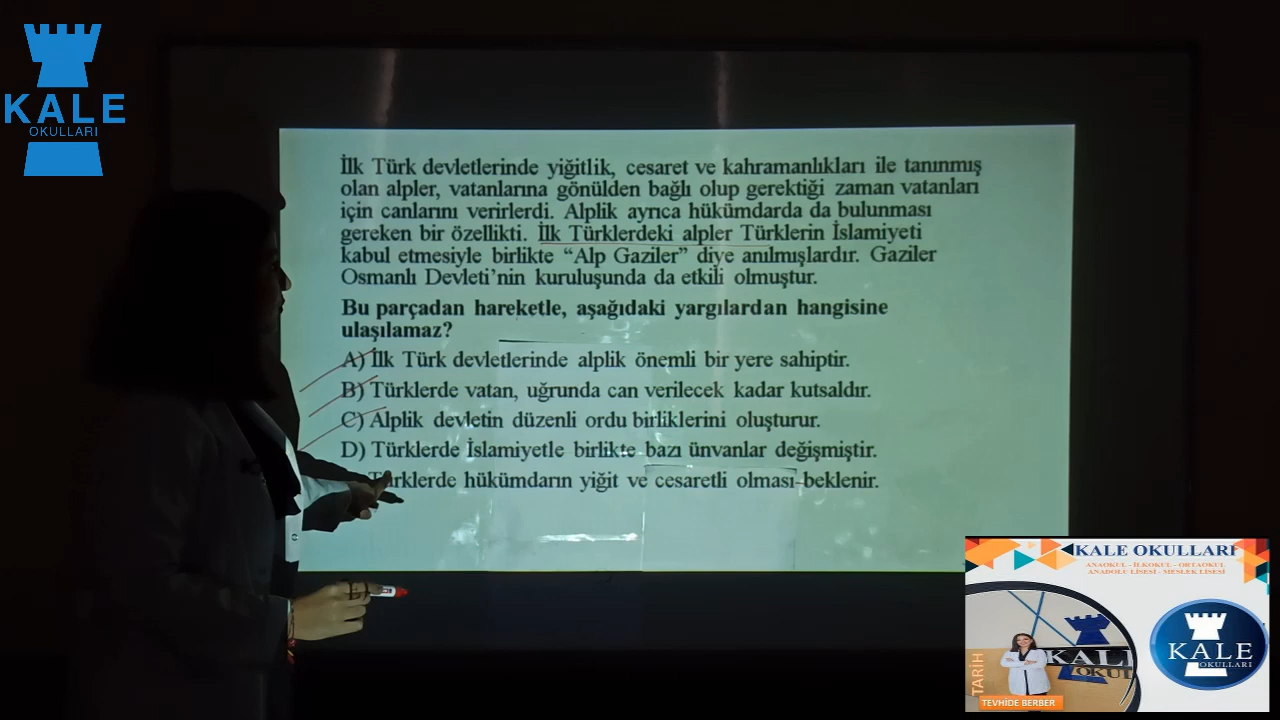 KALE
OKULLARI
İlk Türk devletlerinde yiğitlik, cesaret ve kahramanlıkları ile tanınmış
olan alpler, vatanlarına gönülden bağlı olup gerektiği zaman vatanları
için canlarını verirlerdi. Alplik ayrıca hükümdarda da bulunması
gereken bir özellikti. İlk Türklerdeki alpler Türklerin İslamiyeti
kabul etmesiyle birlikte “Alp Gaziler” diye anılmışlardır. Gaziler
Osmanlı Devleti’nin kuruluşunda da etkili olmuştur.
Bu parçadan hareketle, aşağıdaki yargılardan hangisine
ulaşılamaz?
A) İlk Türk devletlerinde alplik önemli bir yere sahiptir.
B) Türklerde vatan, uğrunda can verilecek kadar kutsaldır.
C) Alplik devletin düzenli ordu birliklerini oluşturur.
D) Türklerde İslamiyetle birlikte bazı ünvanlar değişmiştir.
Türklerde hükümdarın yiğit ve cesaretli olması beklenir.
KALE OKULLARI
ANAOKUL - İLKOKUL - ORTAOKUL
ANADOLU LİSESİ - MESLEK LİSESİ
TARİH
KALE
OKUL
KALE
OKULLARI
TEVHİDE BERBER